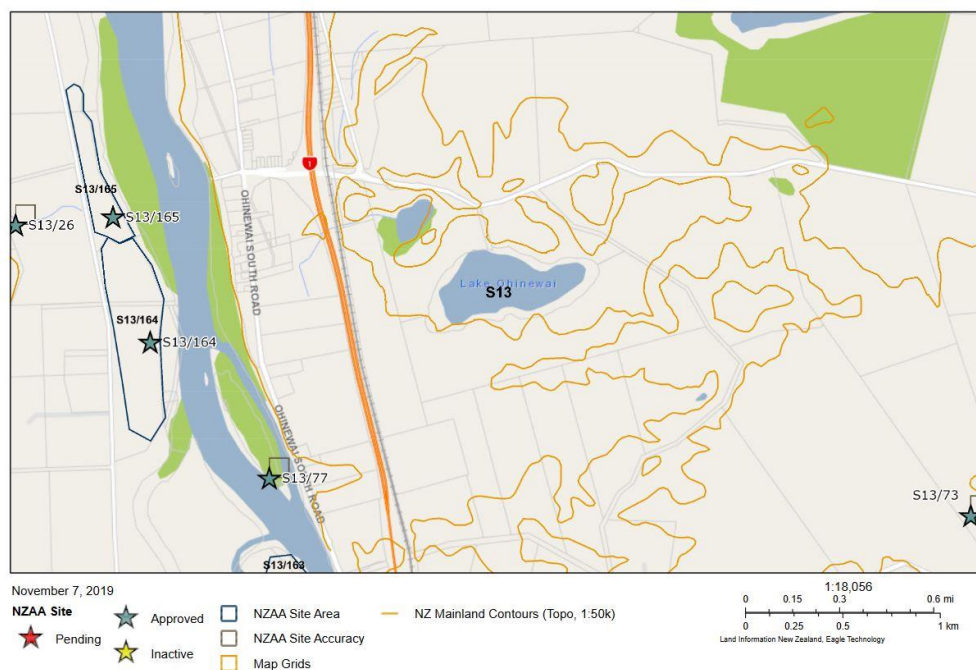 1
S13/165
S13/165
S13/26
OHINEWAI SOUTH ROAD
Lake Ohinewai
S13
S13/164
S13/164
OHINEWAI SOUTH ROAD
S13/77
S13/73
S13/163
November 7, 2019
NZAA Site
Pending
Approved
Inactive
NZAA Site Area
NZAA Site Accuracy
Map Grids
NZ Mainland Contours (Topo, 1:50k)
1:18,056
0 0.15 0.3 0.6 mi
0 0.25 0.5 1 km
Land Information New Zealand, Eagle Technology